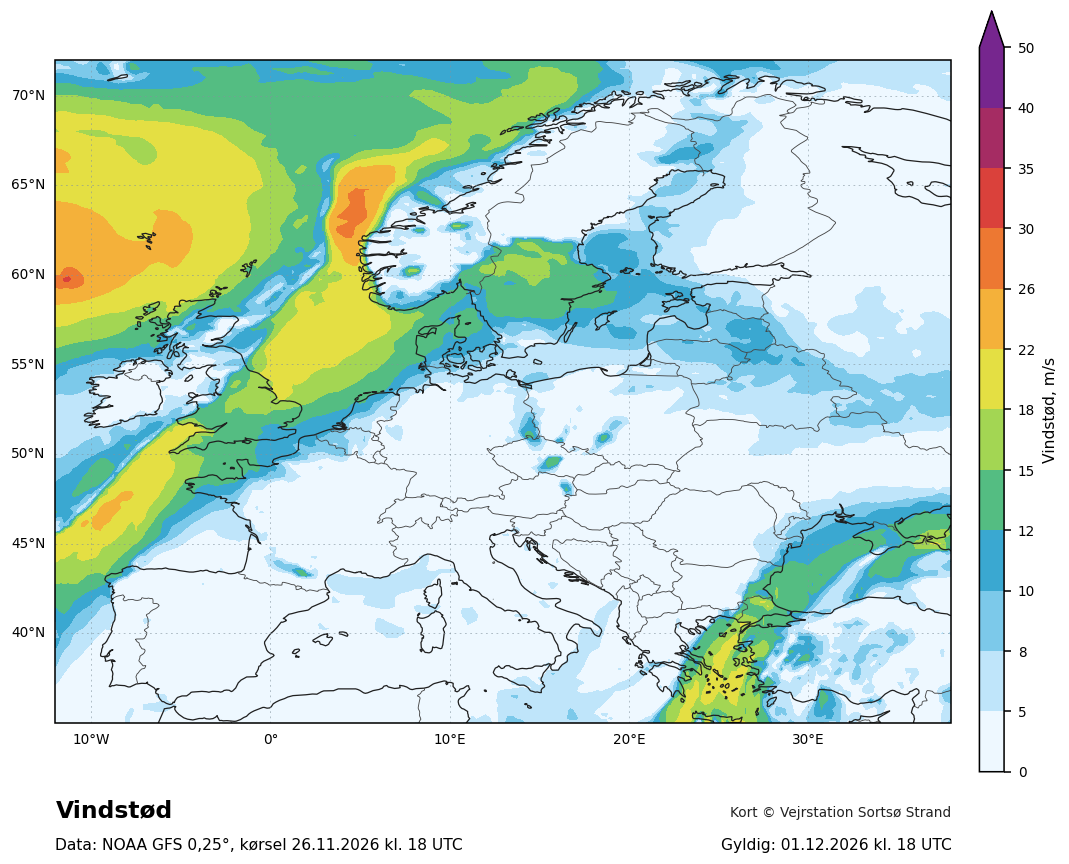 50
40
35
30
26
22
18
15
12
10
8
5
0
Vindstød, m/s
70°N
65°N
60°N
55°N
50°N
45°N
40°N
10°W
0°
10°E
20°E
30°E
Vindstød
Kort © Vejrstation Sortsø Strand
Data: NOAA GFS 0,25°, kørsel 26.11.2026 kl. 18 UTC
Gyldig: 01.12.2026 kl. 18 UTC